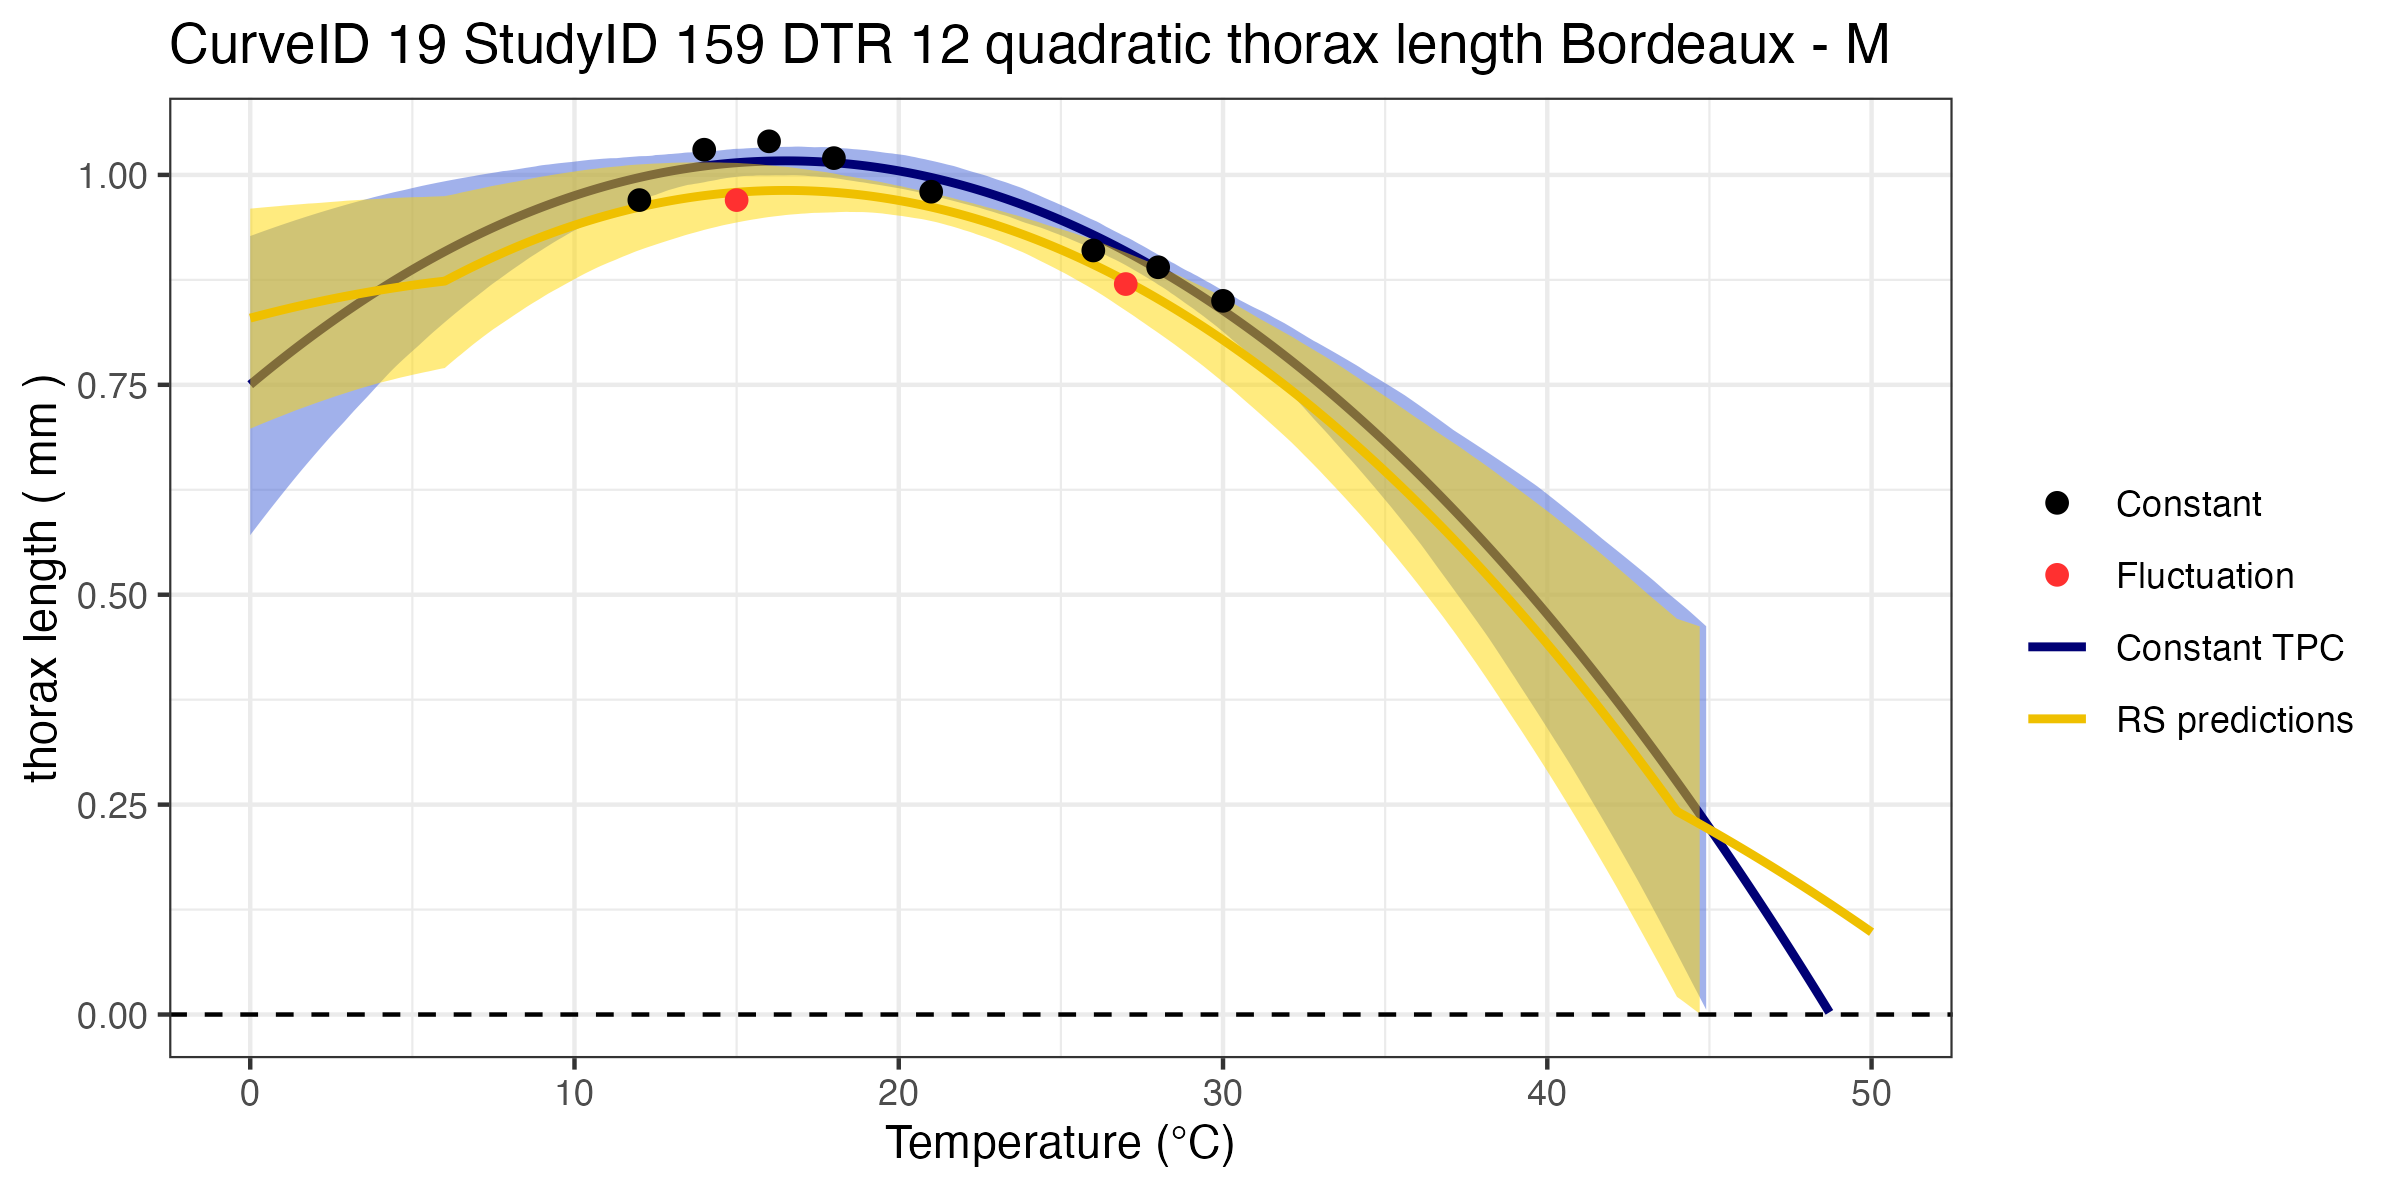 CurveID 19 StudyID 159 DTR 12 quadratic thorax length Bordeaux - M
thorax length ( mm )
1.00
0.75
0.50
0.25
0.00
0
10
20
30
40
50
Temperature (°C)
Constant
Fluctuation
Constant TPC
RS predictions